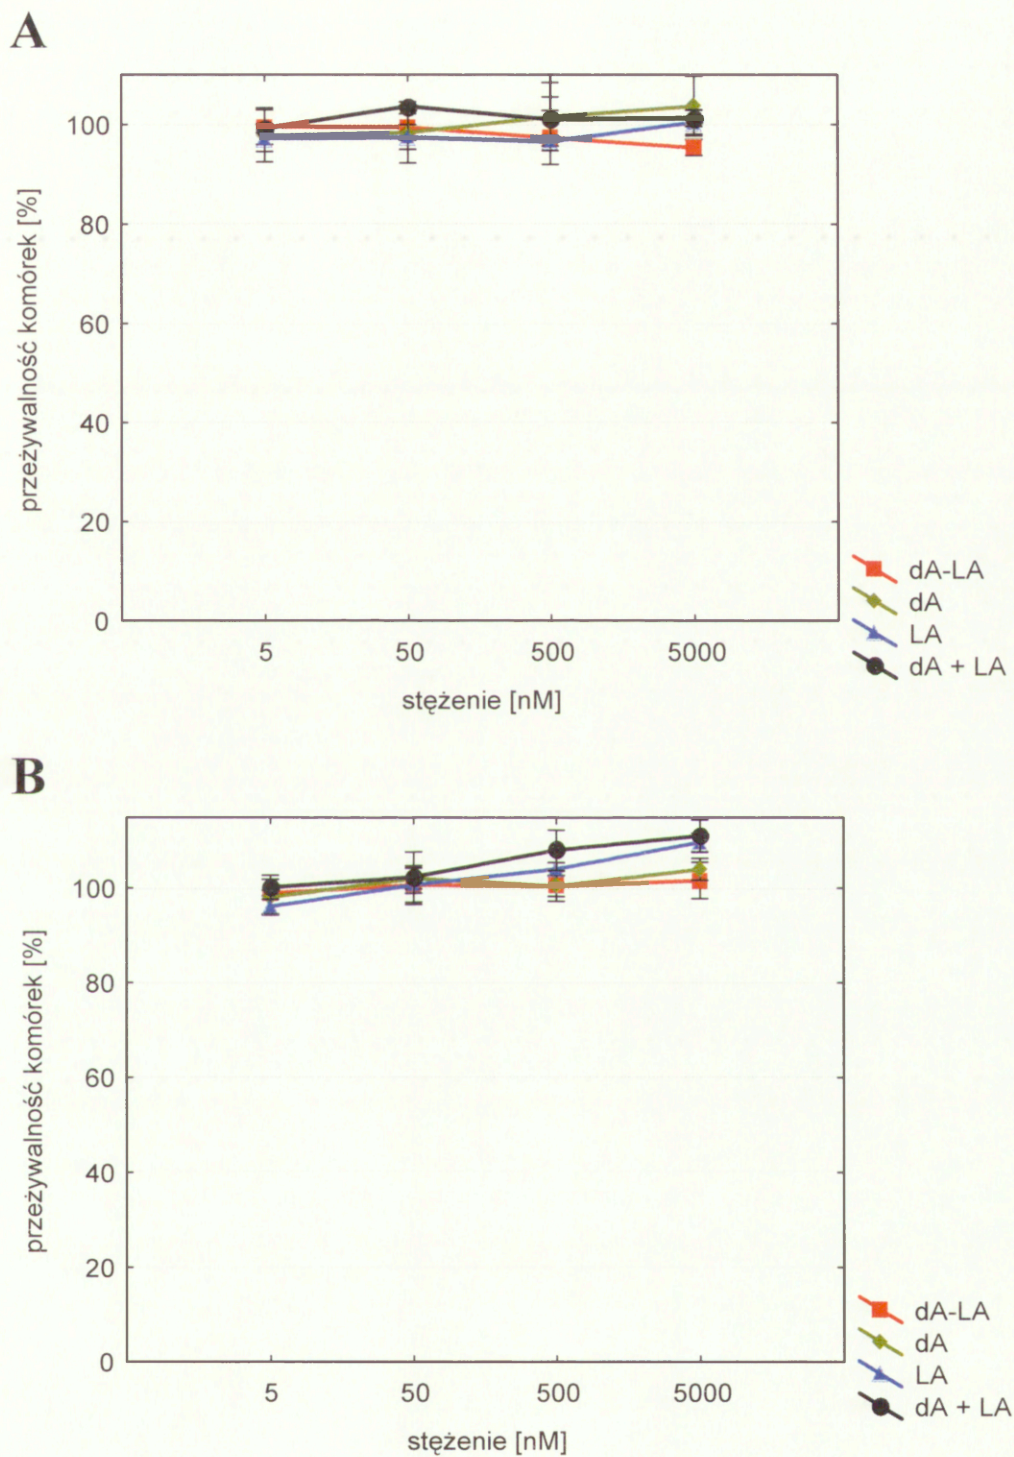 A
przeżywalność komórek [%]
100
80
60
40
20
0
5 50 500 5000
stężenie [nM]
dA-LA
dA
LA
dA + LA
B
przeżywalność komórek [%]
100
80
60
40
20
0
5 50 500 5000
stężenie [nM]
dA-LA
dA
LA
dA + LA